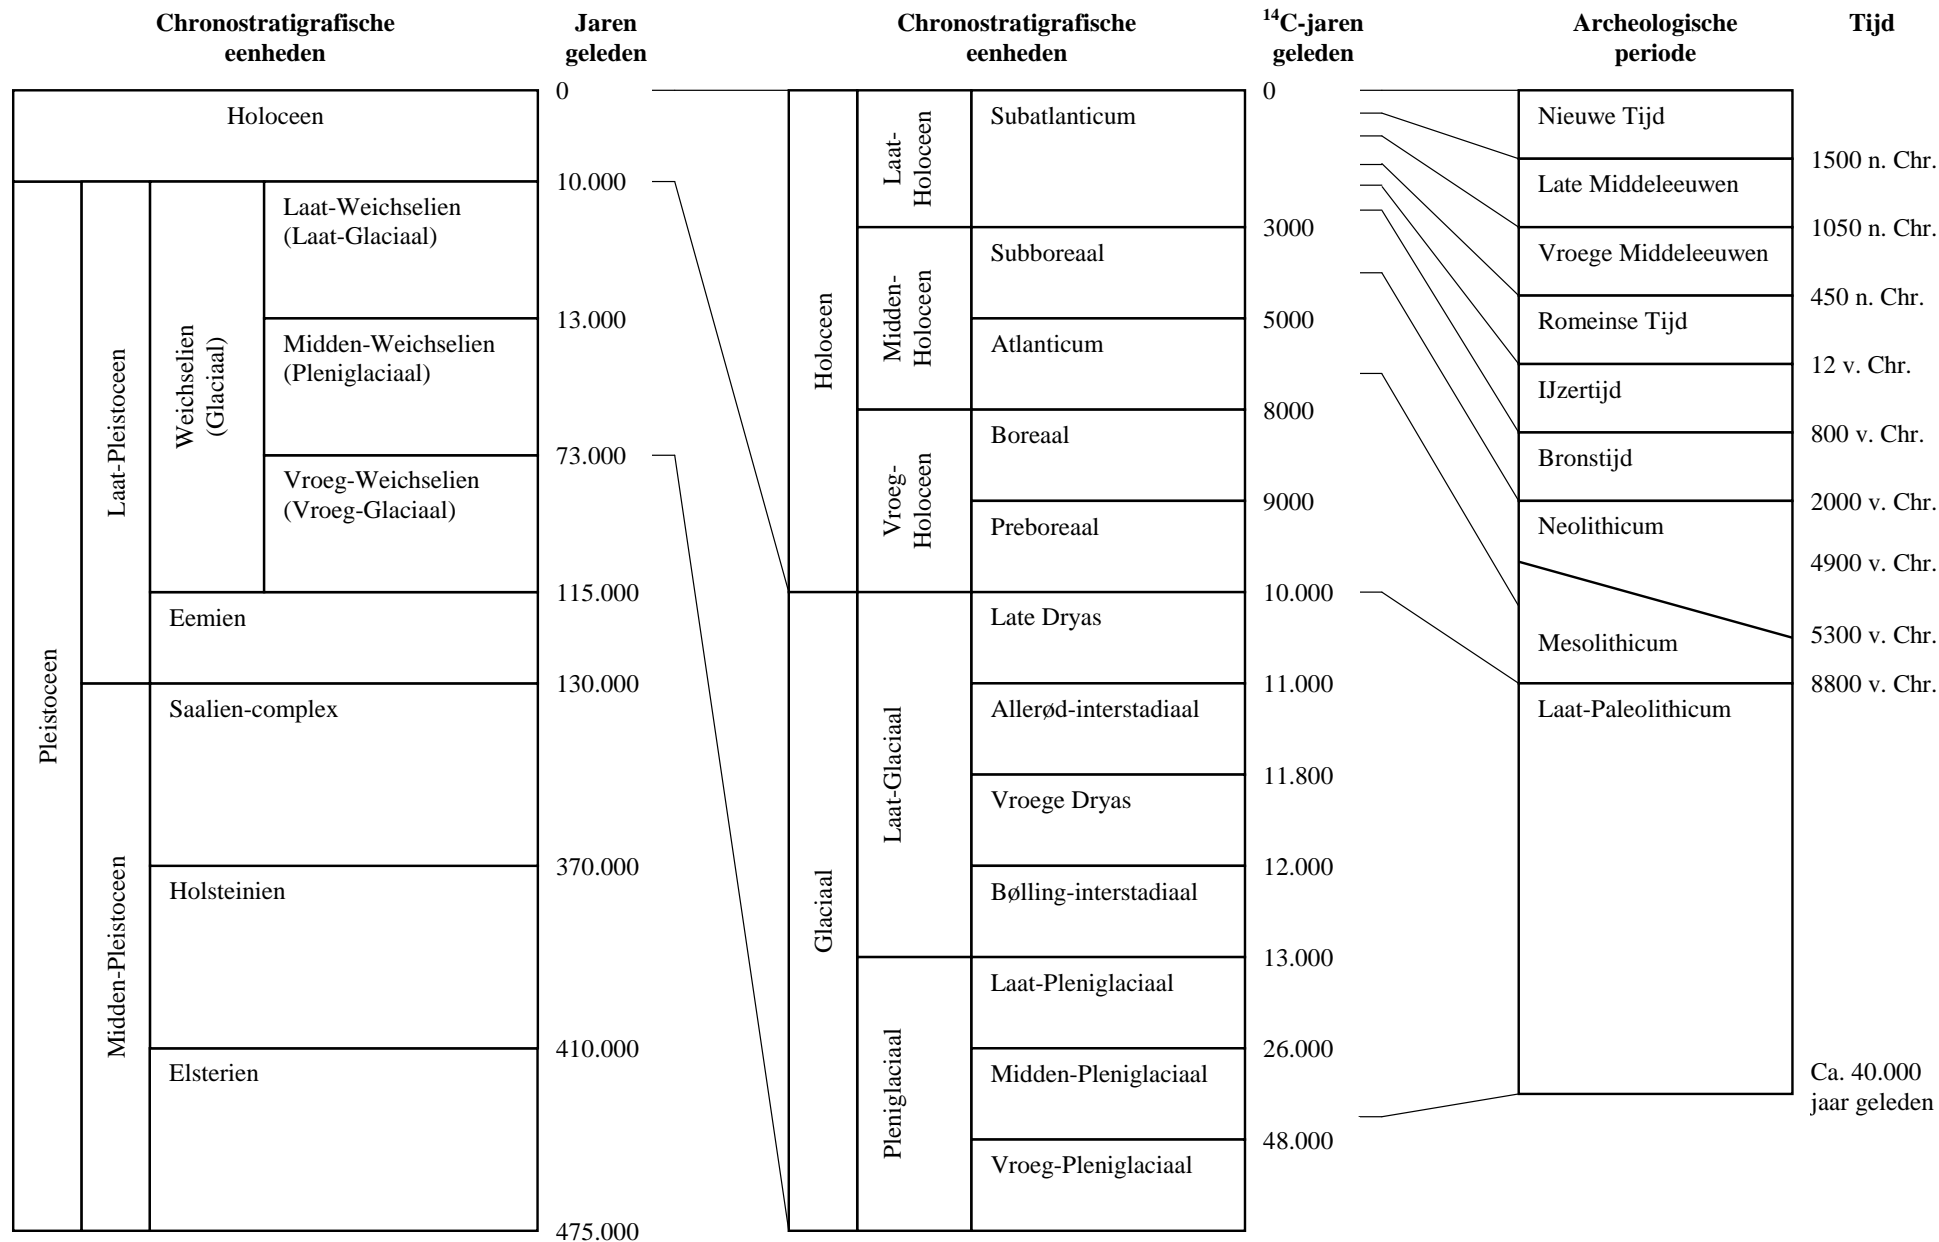 Chronostratigrafische
eenheden
Jaren
geleden
Chronostratigrafische
eenheden
14C-jaren
geleden
Archeologische
periode
Tijd
Holoceen
0
10.000
Pleistoceen
Laat-Pleistoceen
Weichselien
(Glaciaal)
Laat-Weichselien
(Laat-Glaciaal)
13.000
Midden-Weichselien
(Pleniglaciaal)
73.000
Vroeg-Weichselien
(Vroeg-Glaciaal)
115.000
Eemien
130.000
Midden-Pleistoceen
Saalien-complex
370.000
Holsteinien
410.000
Elsterien
475.000
Holoceen
Laat-
Holoceen
Subatlanticum
0
3000
Midden-
Holoceen
Subboreaal
5000
Atlanticum
8000
Vroeg-
Holoceen
Boreaal
9000
Preboreaal
10.000
Glaciaal
Laat-Glaciaal
Late Dryas
11.000
Allerød-interstadiaal
11.800
Vroege Dryas
12.000
Bølling-interstadiaal
13.000
Pleniglaciaal
Laat-Pleniglaciaal
26.000
Midden-Pleniglaciaal
48.000
Vroeg-Pleniglaciaal
Nieuwe Tijd
1500 n. Chr.
Late Middeleeuwen
1050 n. Chr.
Vroege Middeleeuwen
450 n. Chr.
Romeinse Tijd
12 v. Chr.
IJzertijd
800 v. Chr.
Bronstijd
2000 v. Chr.
Neolithicum
4900 v. Chr.
5300 v. Chr.
Mesolithicum
8800 v. Chr.
Laat-Paleolithicum
Ca. 40.000
jaar geleden